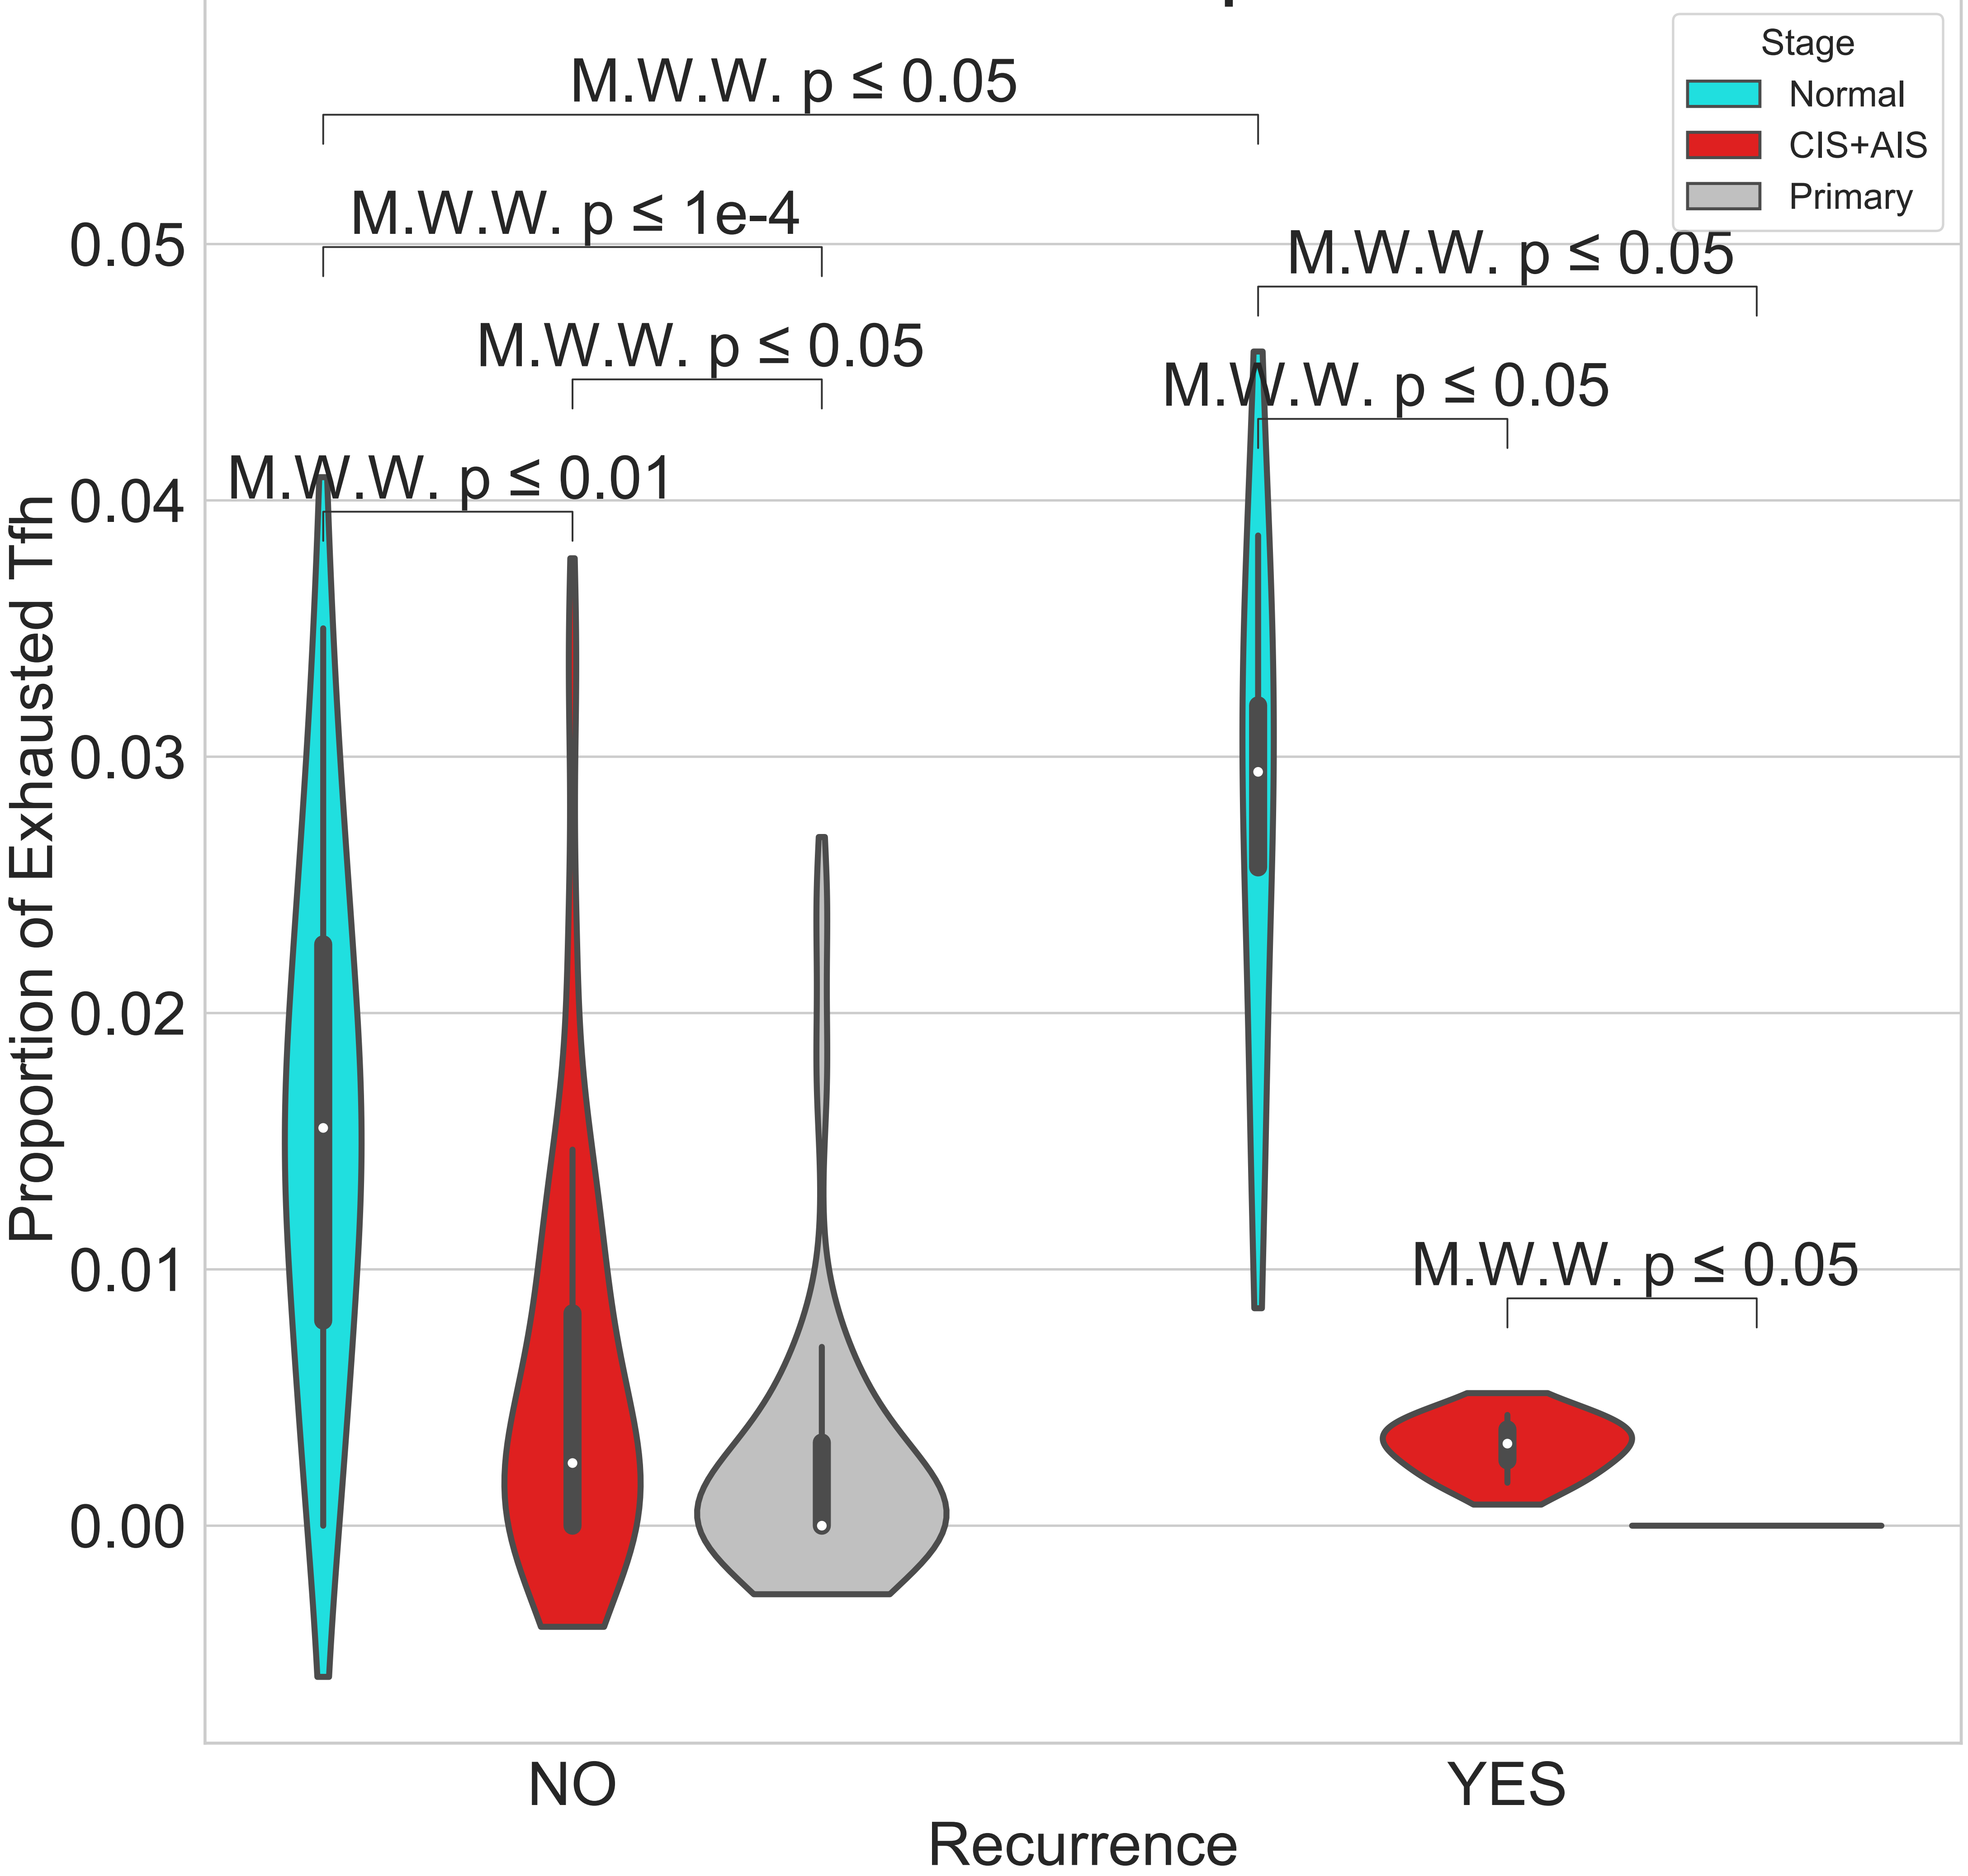 Stage
Normal
CIS+AIS
Primary
M.W.W. p ≤ 0.05
M.W.W. p ≤ 1e-4
M.W.W. p ≤ 0.05
M.W.W. p ≤ 0.05
M.W.W. p ≤ 0.05
M.W.W. p ≤ 0.01
M.W.W. p ≤ 0.05
0.05
0.04
0.03
0.02
0.01
0.00
Proportion of Exhausted Tfh
NO
YES
Recurrence